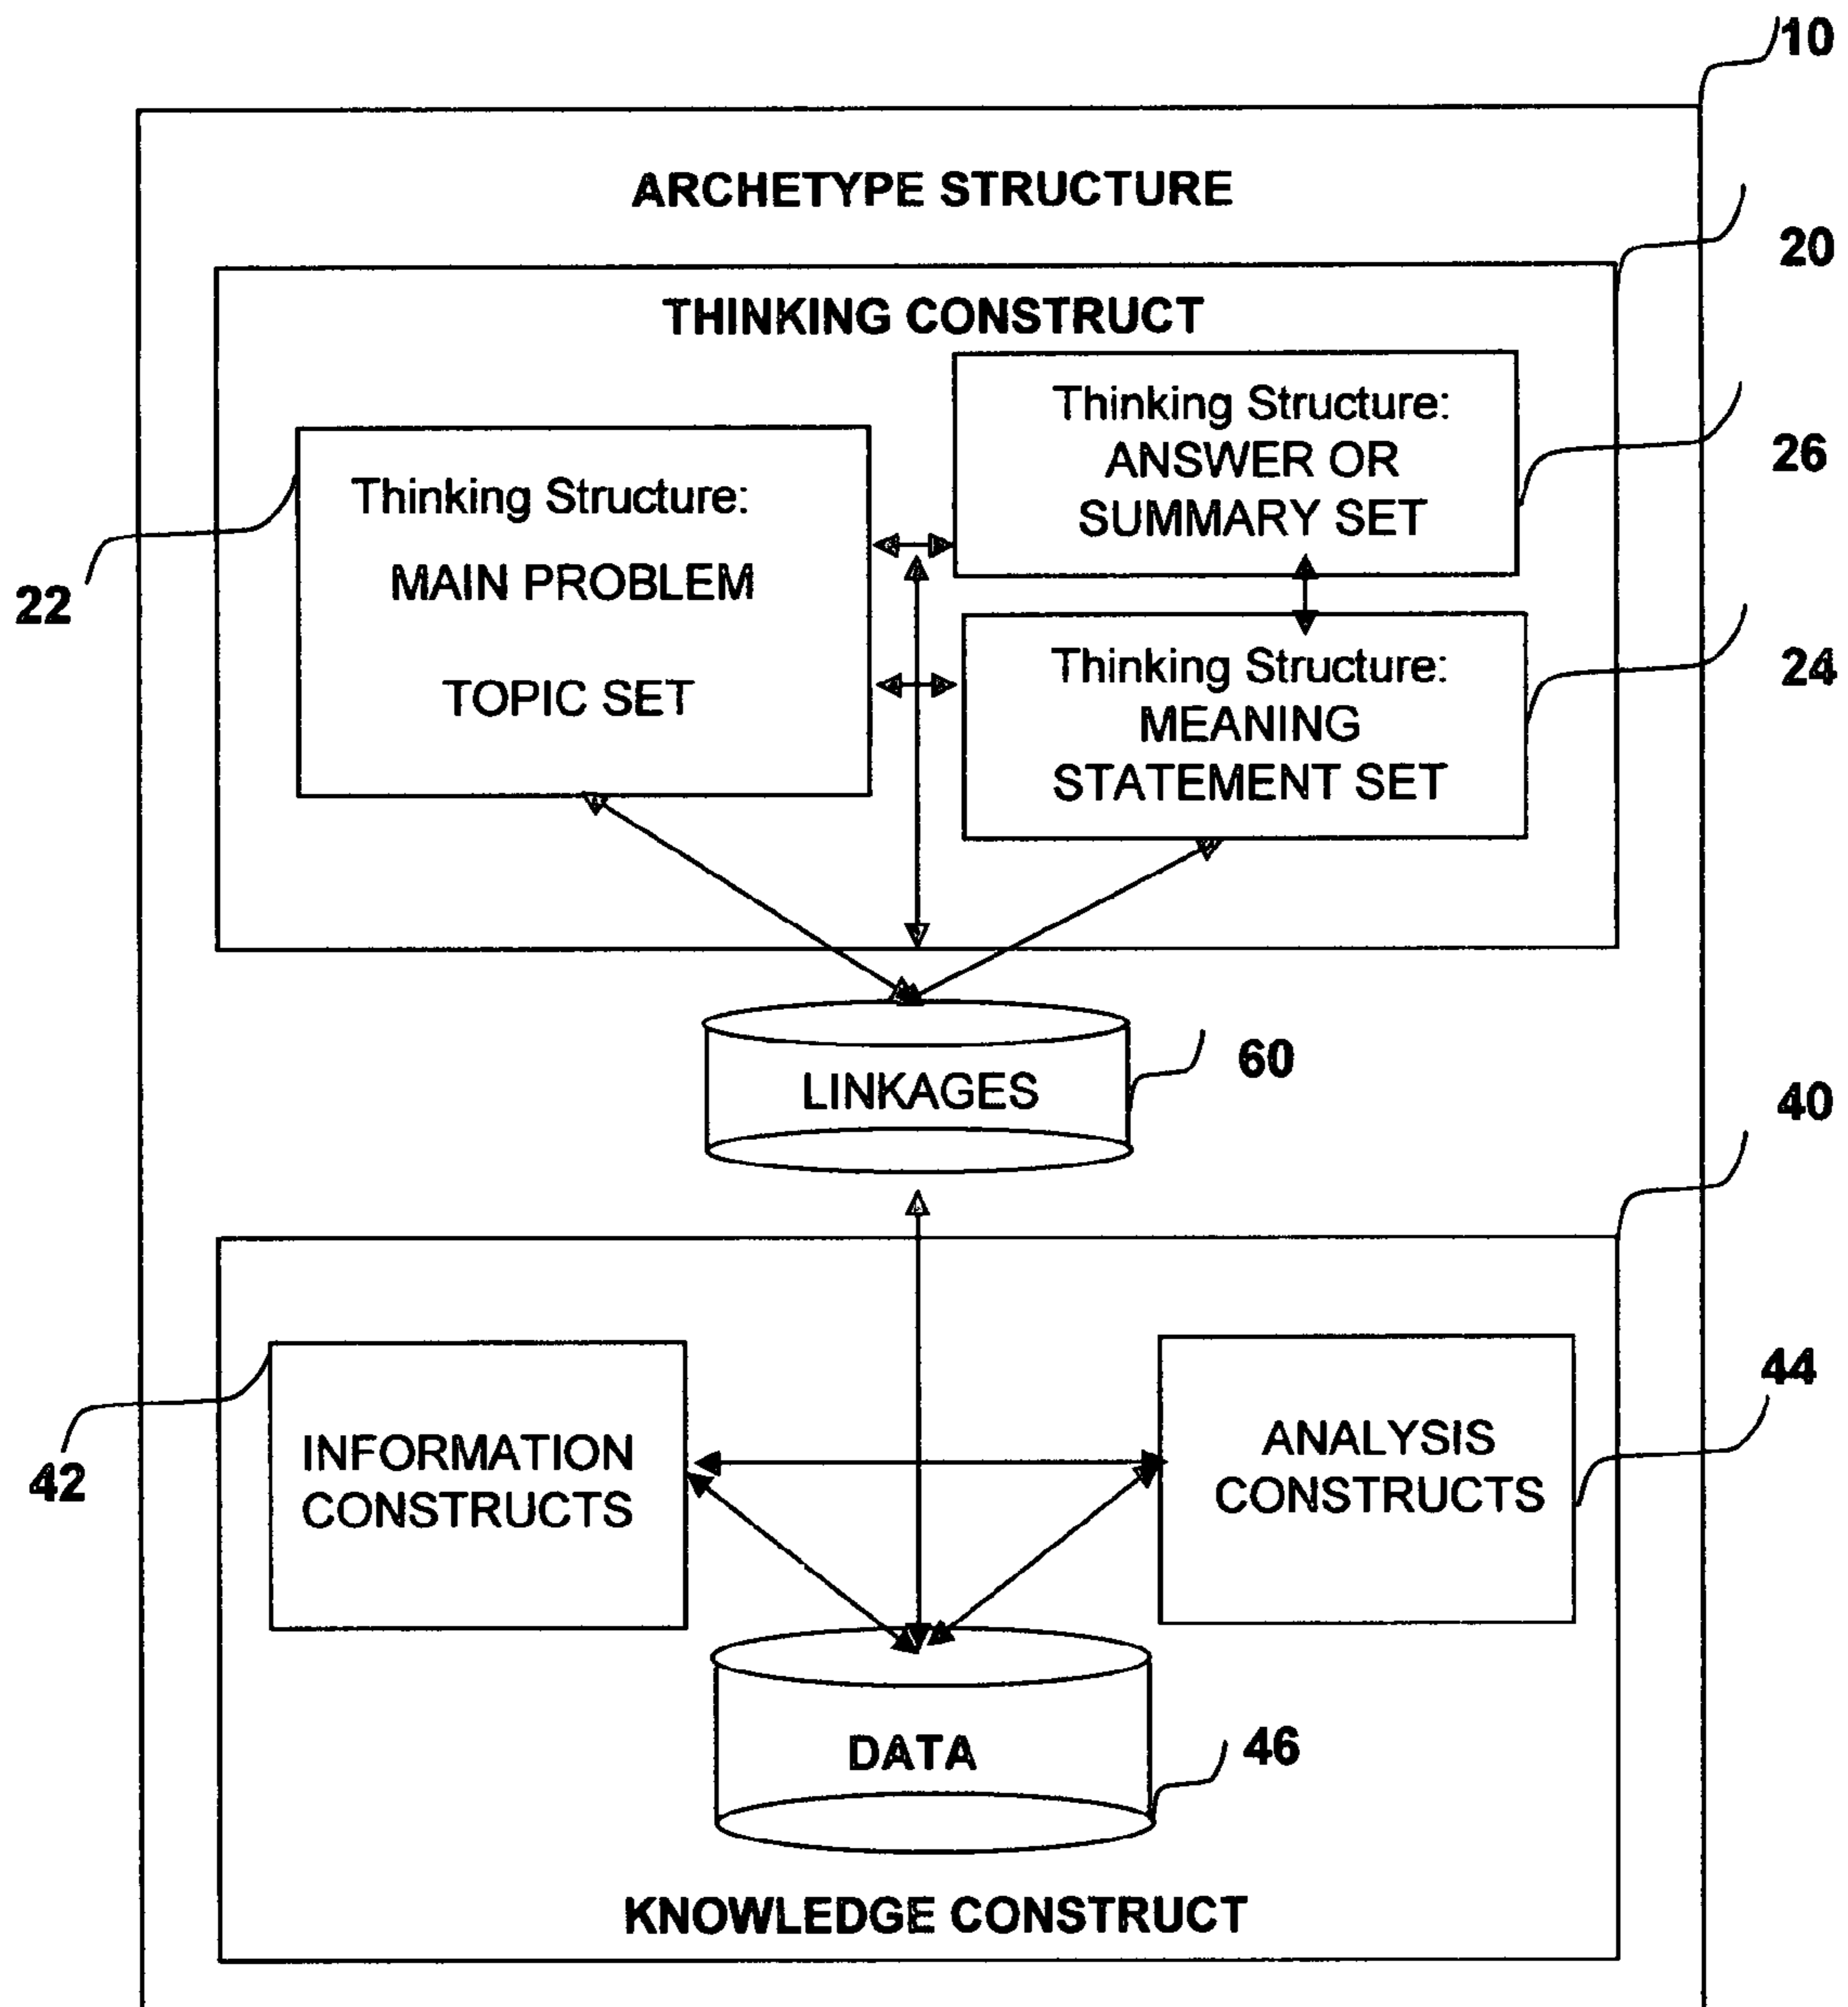 10
ARCHETYPE STRUCTURE
20
THINKING CONSTRUCT
Thinking Structure:
ANSWER OR
SUMMARY SET
26
Thinking Structure:
MAIN PROBLEM
TOPIC SET
22
Thinking Structure:
MEANING
STATEMENT SET
24
LINKAGES
60
40
INFORMATION
CONSTRUCTS
42
ANALYSIS
CONSTRUCTS
44
DATA
46
KNOWLEDGE CONSTRUCT